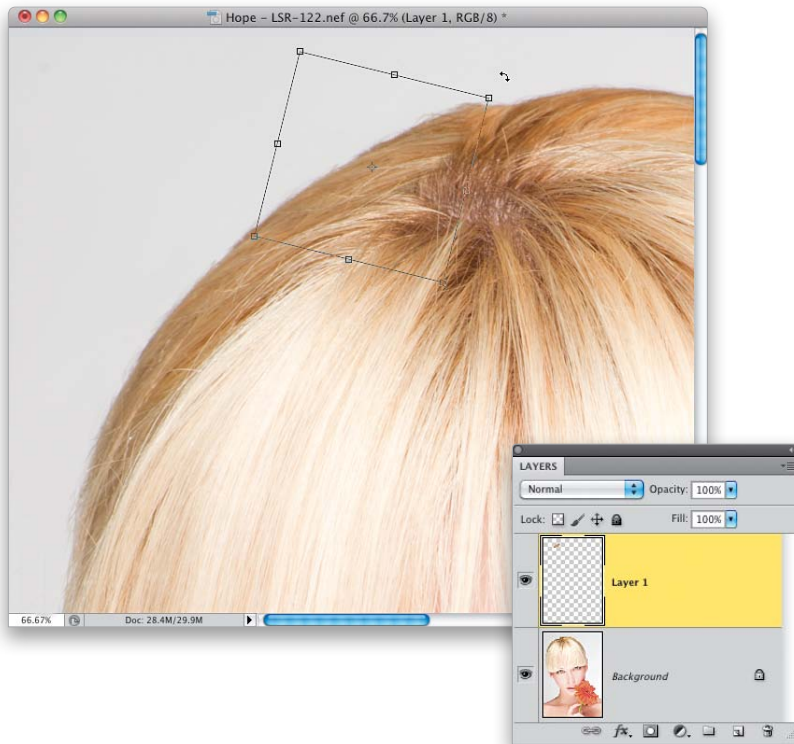 Hope – LSR-122.nef @ 66.7% (Layer 1, RGB/8) *
LAYERS
Normal Opacity: 100%
Lock: Fill: 100%
Layer 1
Background
66.67% Doc: 28.4M/29.9M
fx.